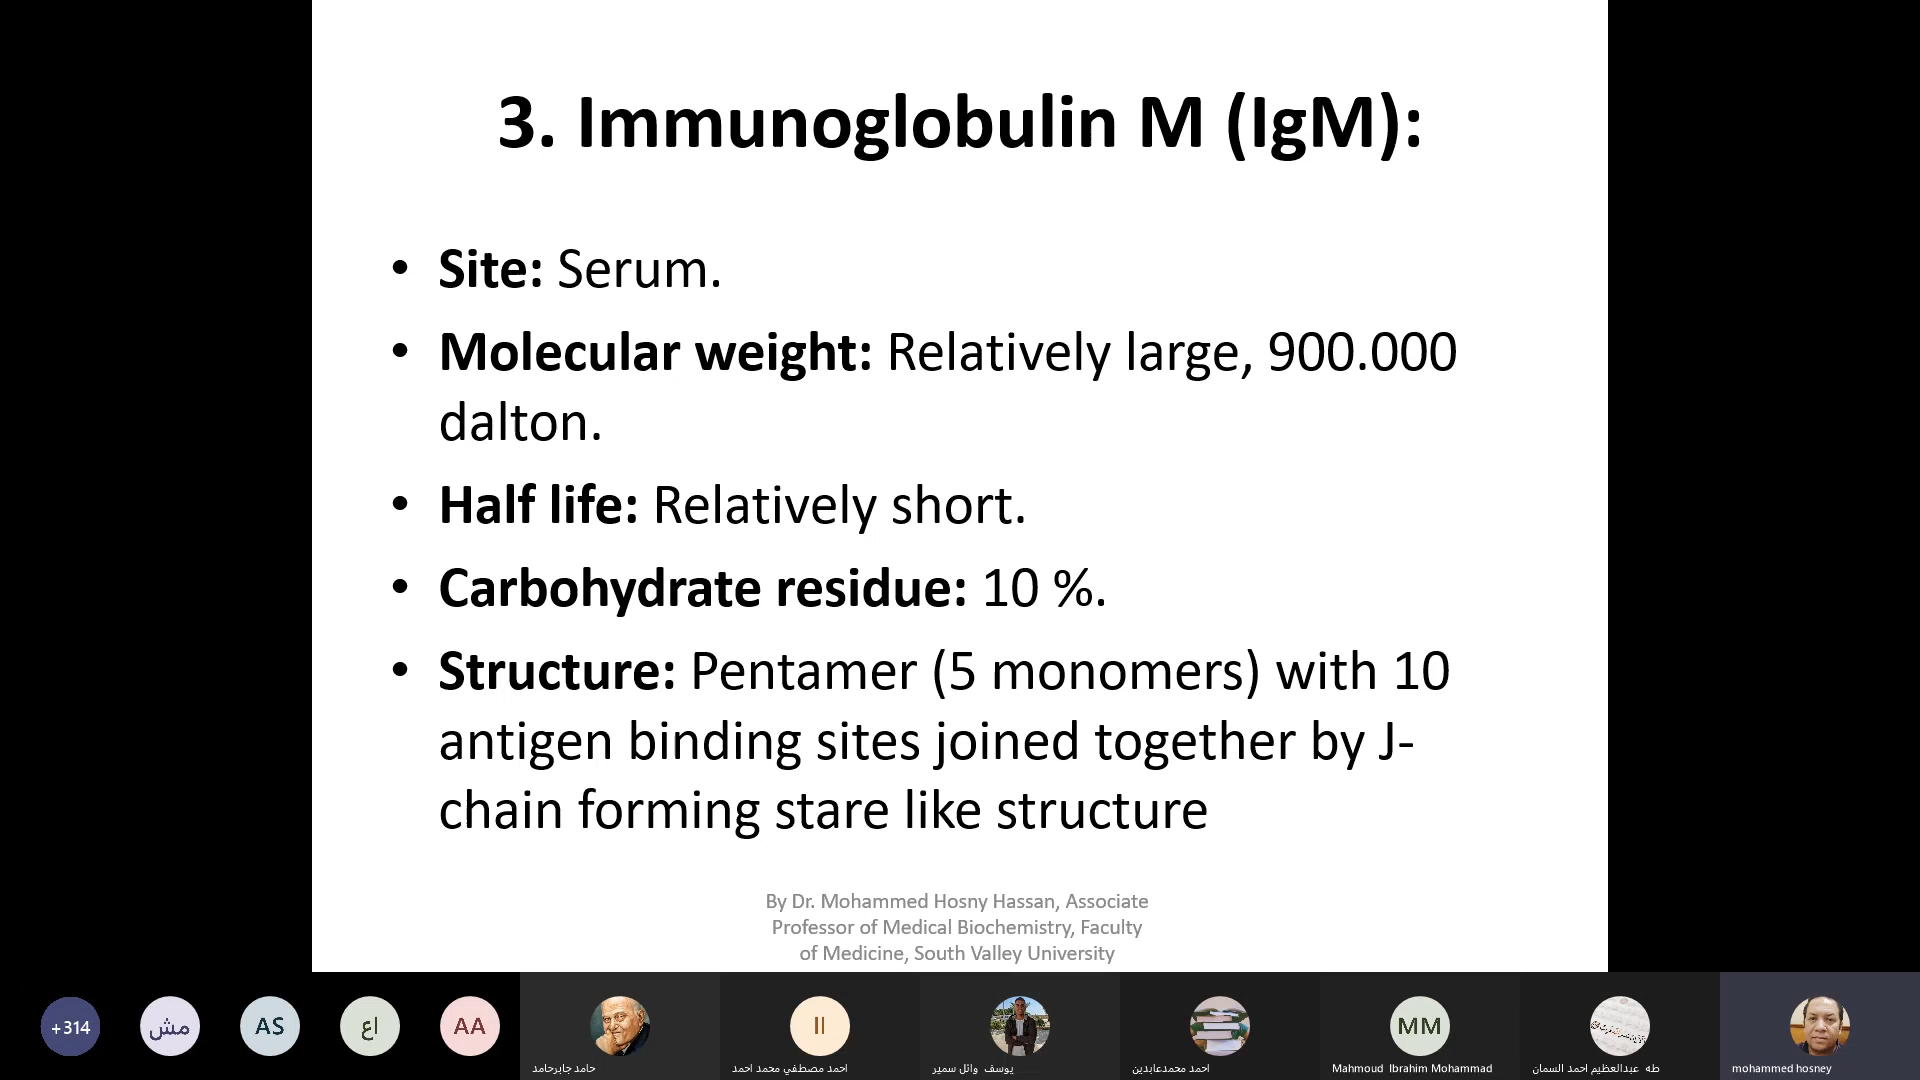 3. Immunoglobulin M (IgM):
• Site: Serum.
• Molecular weight: Relatively large, 900.000
dalton.
• Half life: Relatively short.
• Carbohydrate residue: 10 %.
• Structure: Pentamer (5 monomers) with 10
antigen binding sites joined together by J-
chain forming stare like structure
By Dr. Mohammed Hosny Hassan, Associate
Professor of Medical Biochemistry, Faculty
of Medicine, South Valley University
+314
مش
AS
اع
AA
II
MM
حامد جابرحامد
احمد مصطفي محمد احمد
يوسف وائل سمير
احمد محمدعابدين
Mahmoud Ibrahim Mohammad
طه عبدالعظيم احمد السمان
mohammed hosney